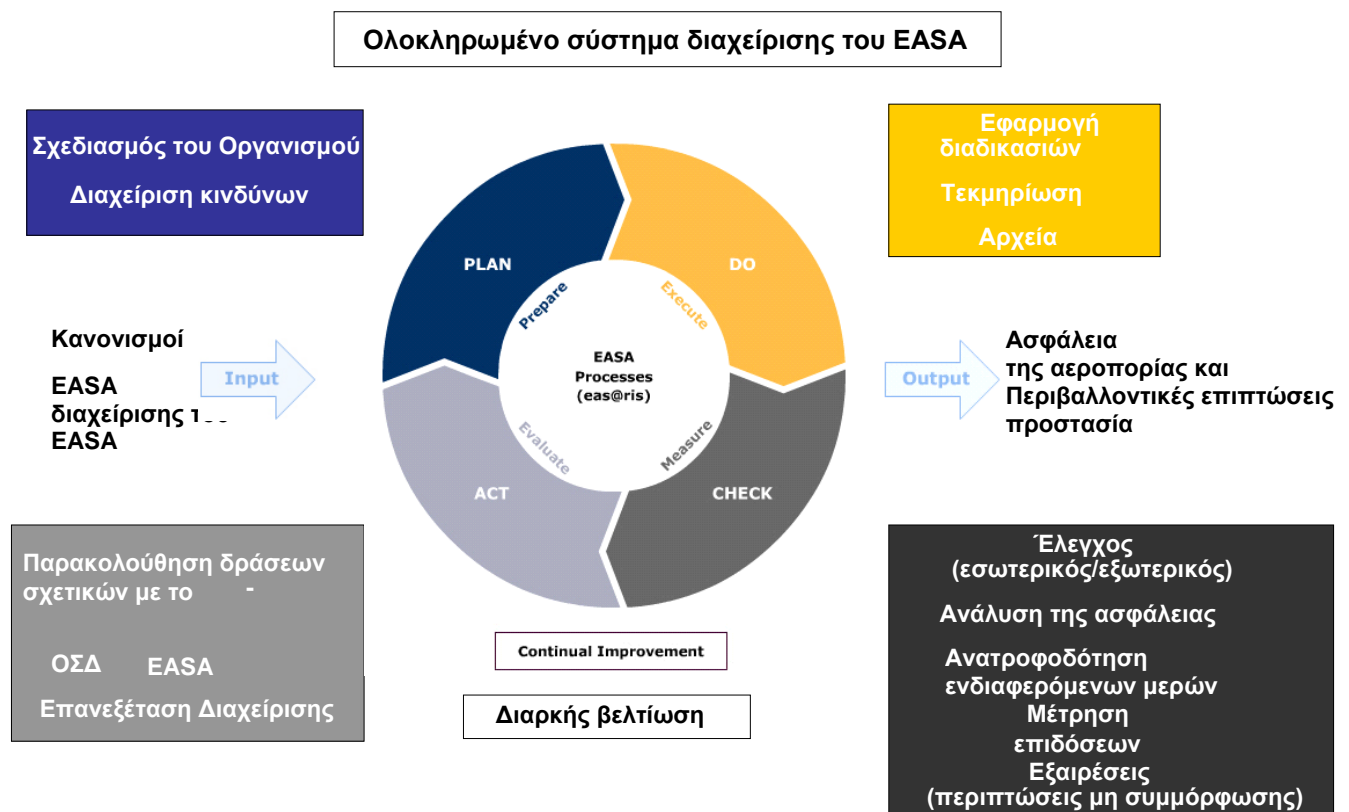 Ολοκληρωμένο σύστημα διαχείρισης του EASA
Σχεδιασμός του Οργανισμού
Διαχείριση κινδύνων
Εφαρμογή
διαδικασιών
Τεκμηρίωση
Αρχεία
PLAN
DO
Prepare
Execute
Κανονισμοί
EASA
διαχείρισης
EASA
Input
EASA
Processes
(eas@ris)
Output
Ασφάλεια
της αεροπορίας και
Περιβαλλοντικές επιπτώσεις
προστασία
Evaluate
Measure
ACT
CHECK
Παρακολούθηση δράσεων
σχετικών με το -
ΟΣΔ EASA
Επανεξέταση Διαχείρισης
Continual Improvement
Διαρκής βελτίωση
Έλεγχος
(εσωτερικός/εξωτερικός)
Ανάλυση της ασφάλειας
Ανατροφοδότηση
ενδιαφερόμενων μερών
Μέτρηση
επιδόσεων
Εξαιρέσεις
(περιπτώσεις μη συμμόρφωσης)